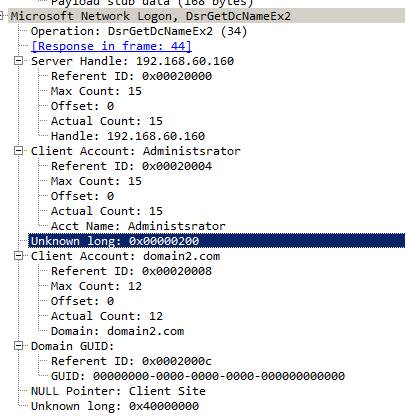 Payload stub data (168 bytes)
Microsoft Network Logon, DsrGetDcNameEx2
Operation: DsrGetDcNameEx2 (34)
[Response in frame: 44]
Server Handle: 192.168.60.160
Referent ID: 0x00020000
Max Count: 15
Offset: 0
Actual Count: 15
Handle: 192.168.60.160
Client Account: Administsrator
Referent ID: 0x00020004
Max Count: 15
Offset: 0
Actual Count: 15
Acct Name: Administsrator
Unknown long: 0x00000200
Client Account: domain2.com
Referent ID: 0x00020008
Max Count: 12
Offset: 0
Actual Count: 12
Domain: domain2.com
Domain GUID:
Referent ID: 0x0002000c
GUID: 00000000-0000-0000-0000-000000000000
NULL Pointer: Client Site
Unknown long: 0x40000000